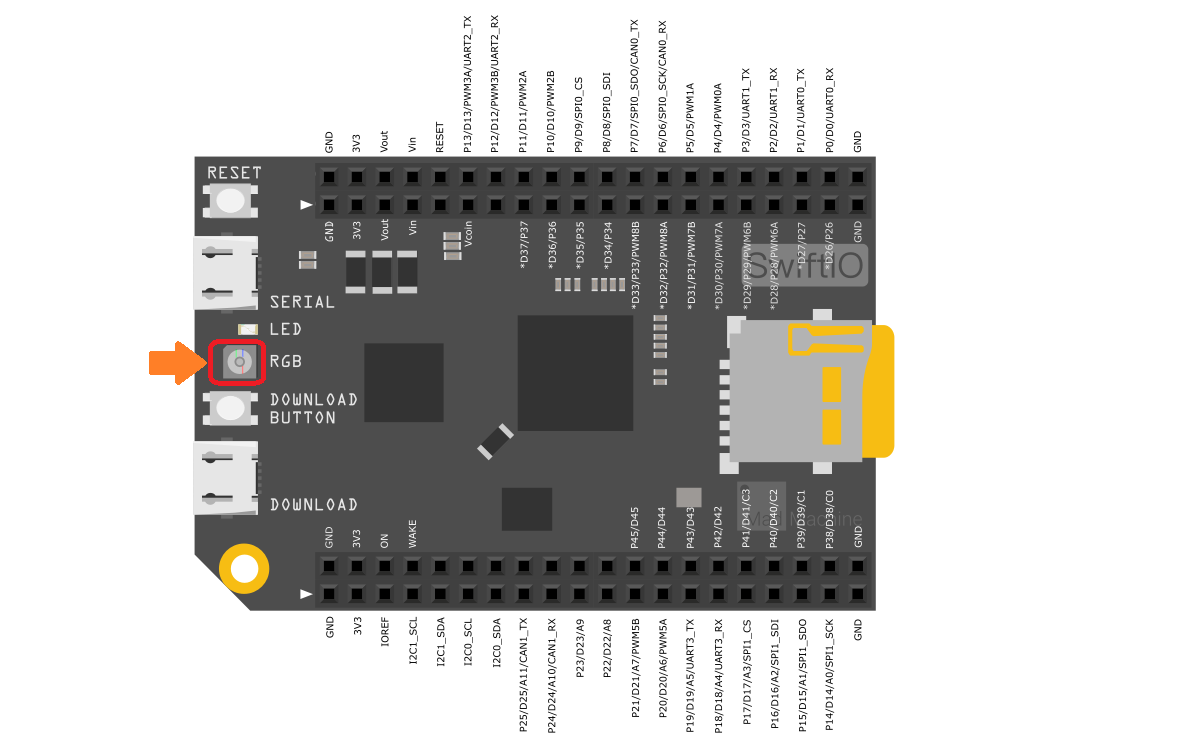 P13/D13/PWM3A/UART2_TX
P12/D12/PWM3B/UART2_RX
P11/D11/PWM2A
P10/D10/PWM2B
P9/D9/SPI0_CS
P8/D8/SPI0_SDI
P7/D7/SPI0_SDO/CAN0_TX
P6/D6/SPI0_SCK/CAN0_RX
P5/D5/PWM1A
P4/D4/PWM0A
P3/D3/UART1_TX
P2/D2/UART1_RX
P1/D1/UART0_TX
P0/D0/UART0_RX
GND
GND
3V3
Vout
Vin
RESET
RESET
GND
3V3
Vout
Vin
Vcoin
*D37/P37
*D36/P36
*D35/P35
*D34/P34
*D33/P33/PWM8B
*D32/P32/PWM8A
*D31/P31/PWM7B
*D30/P30/PWM7A
*D29/P29/PWM6B
*D28/P28/PWM6A
*D27/P27
*D26/P26
GND
SwiftIO
SERIAL
LED
RGB
DOWNLOAD
BUTTON
DOWNLOAD
GND
3V3
ON
WAKE
P45/D45
P44/D44
P43/D43
P42/D42
P41/D41/C3
P40/D40/C2
P39/D39/C1
P38/D38/C0
GND
Mad Machine
GND
3V3
IOREF
I2C1_SCL
I2C1_SDA
I2C0_SCL
I2C0_SDA
P25/D25/A11/CAN1_TX
P24/D24/A10/CAN1_RX
P23/D23/A9
P22/D22/A8
P21/D21/A7/PWM5B
P20/D20/A6/PWM5A
P19/D19/A5/UART3_TX
P18/D18/A4/UART3_RX
P17/D17/A3/SPI1_CS
P16/D16/A2/SPI1_SDI
P15/D15/A1/SPI1_SDO
P14/D14/A0/SPI1_SCK
GND